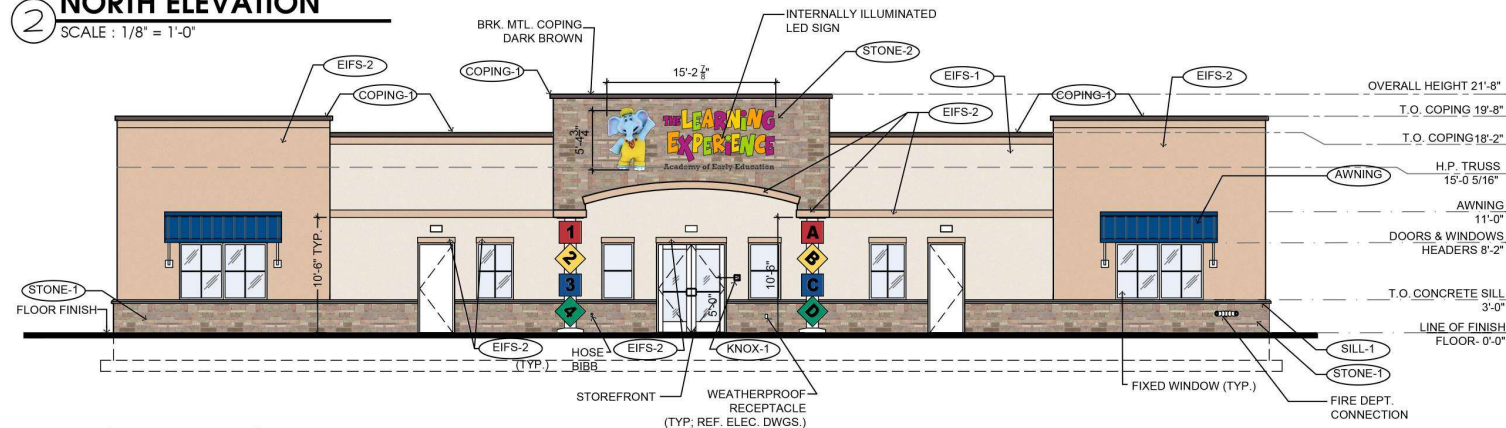 2
NORTH ELEVATION
SCALE : 1/8" = 1'-0"
BRK. MTL. COPING
DARK BROWN
INTERNALLY ILLUMINATED
LED SIGN
STONE-2
COPING-1
15'-2 7/8"
EIFS-2
COPING-1
EIFS-1
EIFS-2
COPING-1
EIFS-2
OVERALL HEIGHT 21'-8"
T.O. COPING 19'-8"
T.O. COPING 18'-2"
H.P. TRUSS
15'-0 5/16"
AWNING
AWNING
11'-0"
DOORS & WINDOWS
HEADERS 8'-2"
T.O. CONCRETE SILL
3'-0"
LINE OF FINISH
FLOOR- 0'-0"
5'-4 3/4"
THE LEARNING
EXPERIENCE
Academy of Early Education
10'-6" TYP.
1
2
3
4
A
B
C
D
10'-6"
5'-0"
STONE-1
FLOOR FINISH
EIFS-2
(TYP.)
HOSE
BIBB
EIFS-2
KNOX-1
STOREFRONT
WEATHERPROOF
RECEPTACLE
(TYP; REF. ELEC. DWGS.)
FIXED WINDOW (TYP.)
SILL-1
STONE-1
FIRE DEPT.
CONNECTION